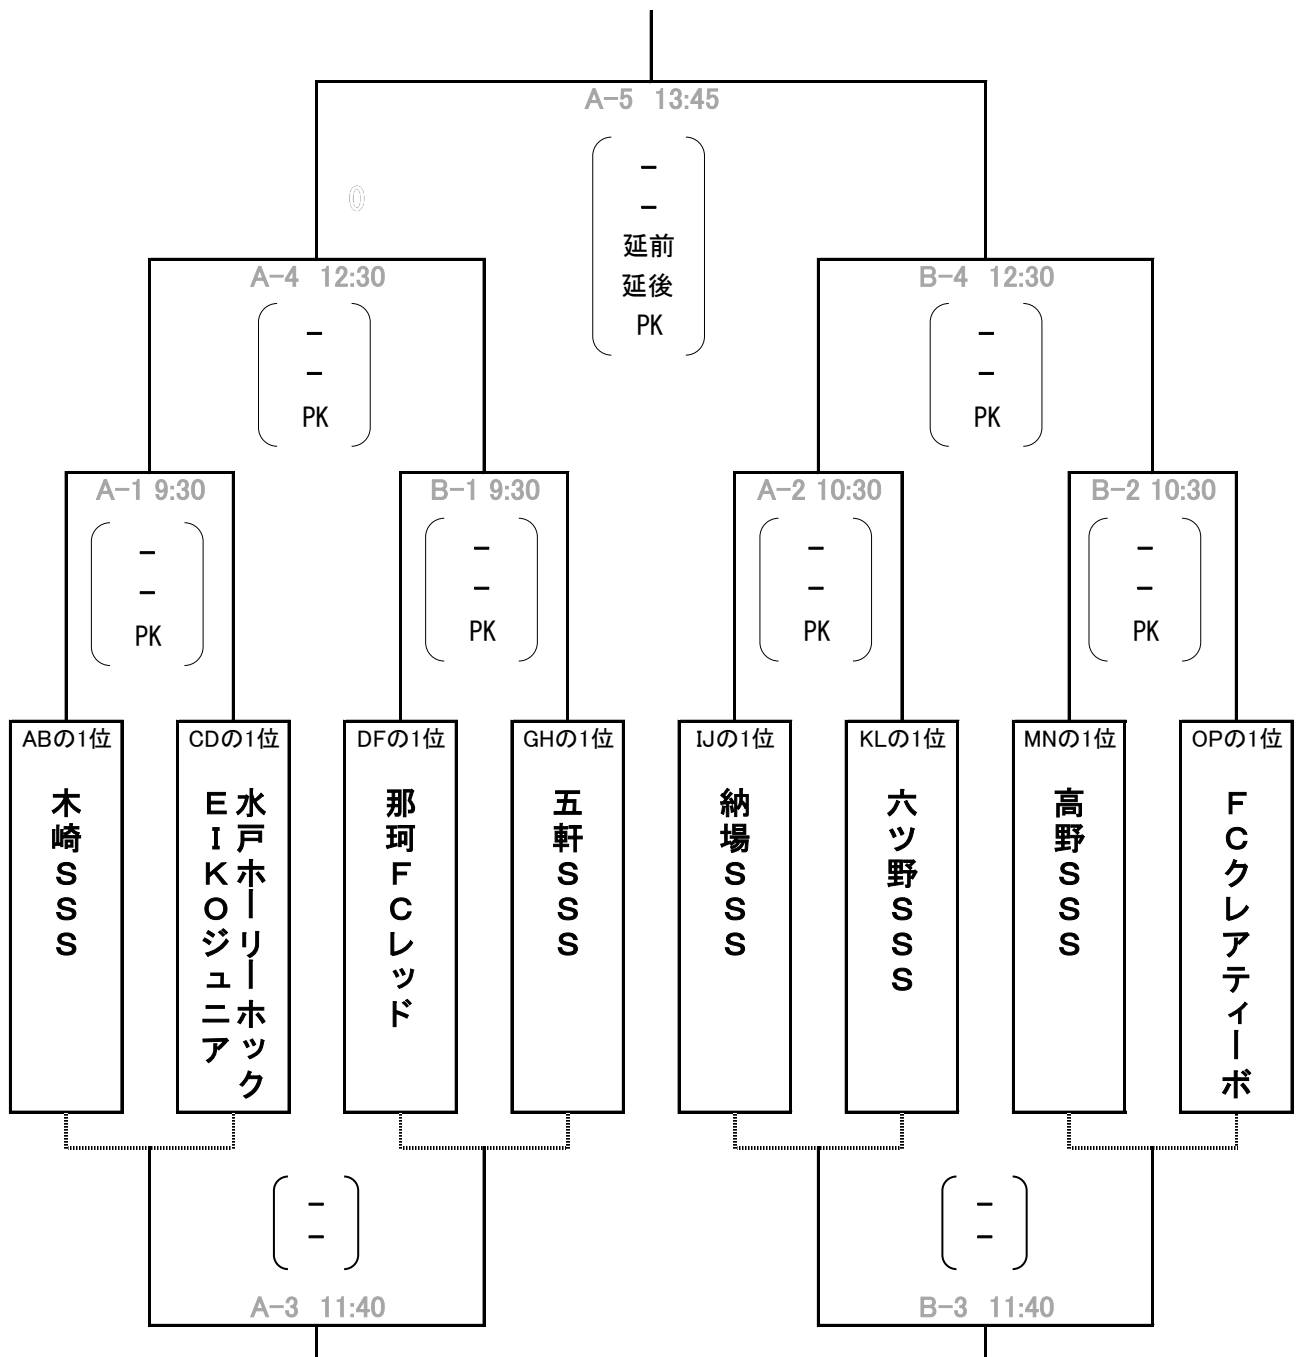 A-5 13:45
-
-
延前
延後
PK
0
A-4 12:30
-
-
PK
B-4 12:30
-
-
PK
A-1 9:30
-
-
PK
B-1 9:30
-
-
PK
A-2 10:30
-
-
PK
B-2 10:30
-
-
PK
ABの1位
木崎SSS
CDの1位
水戸ホーリーホック
EIKOジュニア
DFの1位
那珂FCレッド
GHの1位
五軒SSS
IJの1位
納場SSS
KLの1位
六ツ野SSS
MNの1位
高野SSS
OPの1位
FCクレアティーボ
-
-
A-3 11:40
-
-
B-3 11:40